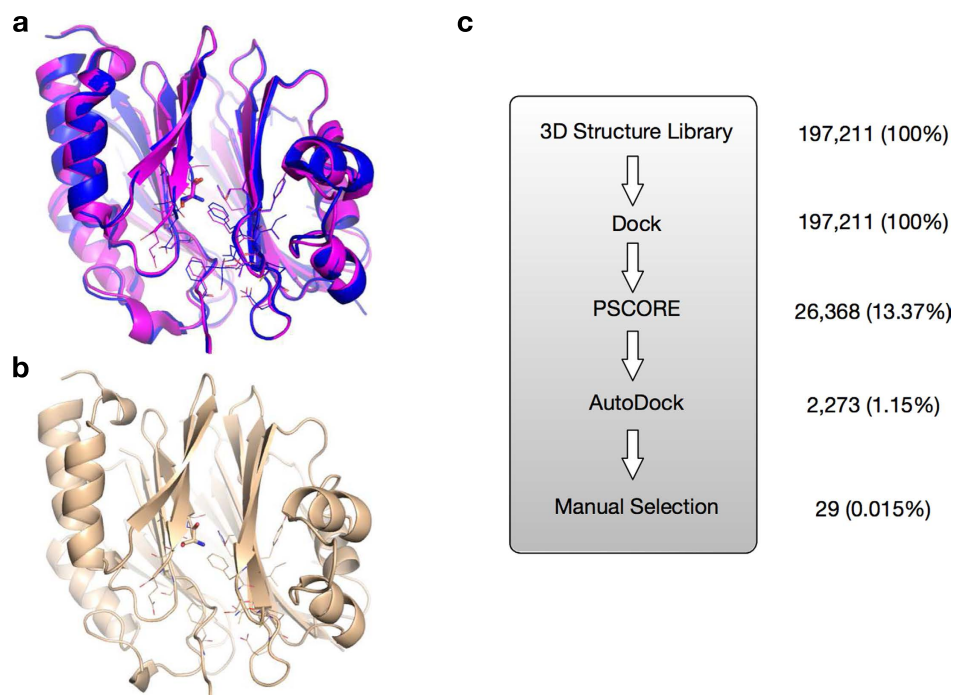 a
c
3D Structure Library 197,211 (100%)
Dock 197,211 (100%)
PSCORE 26,368 (13.37%)
b
AutoDock 2,273 (1.15%)
Manual Selection 29 (0.015%)